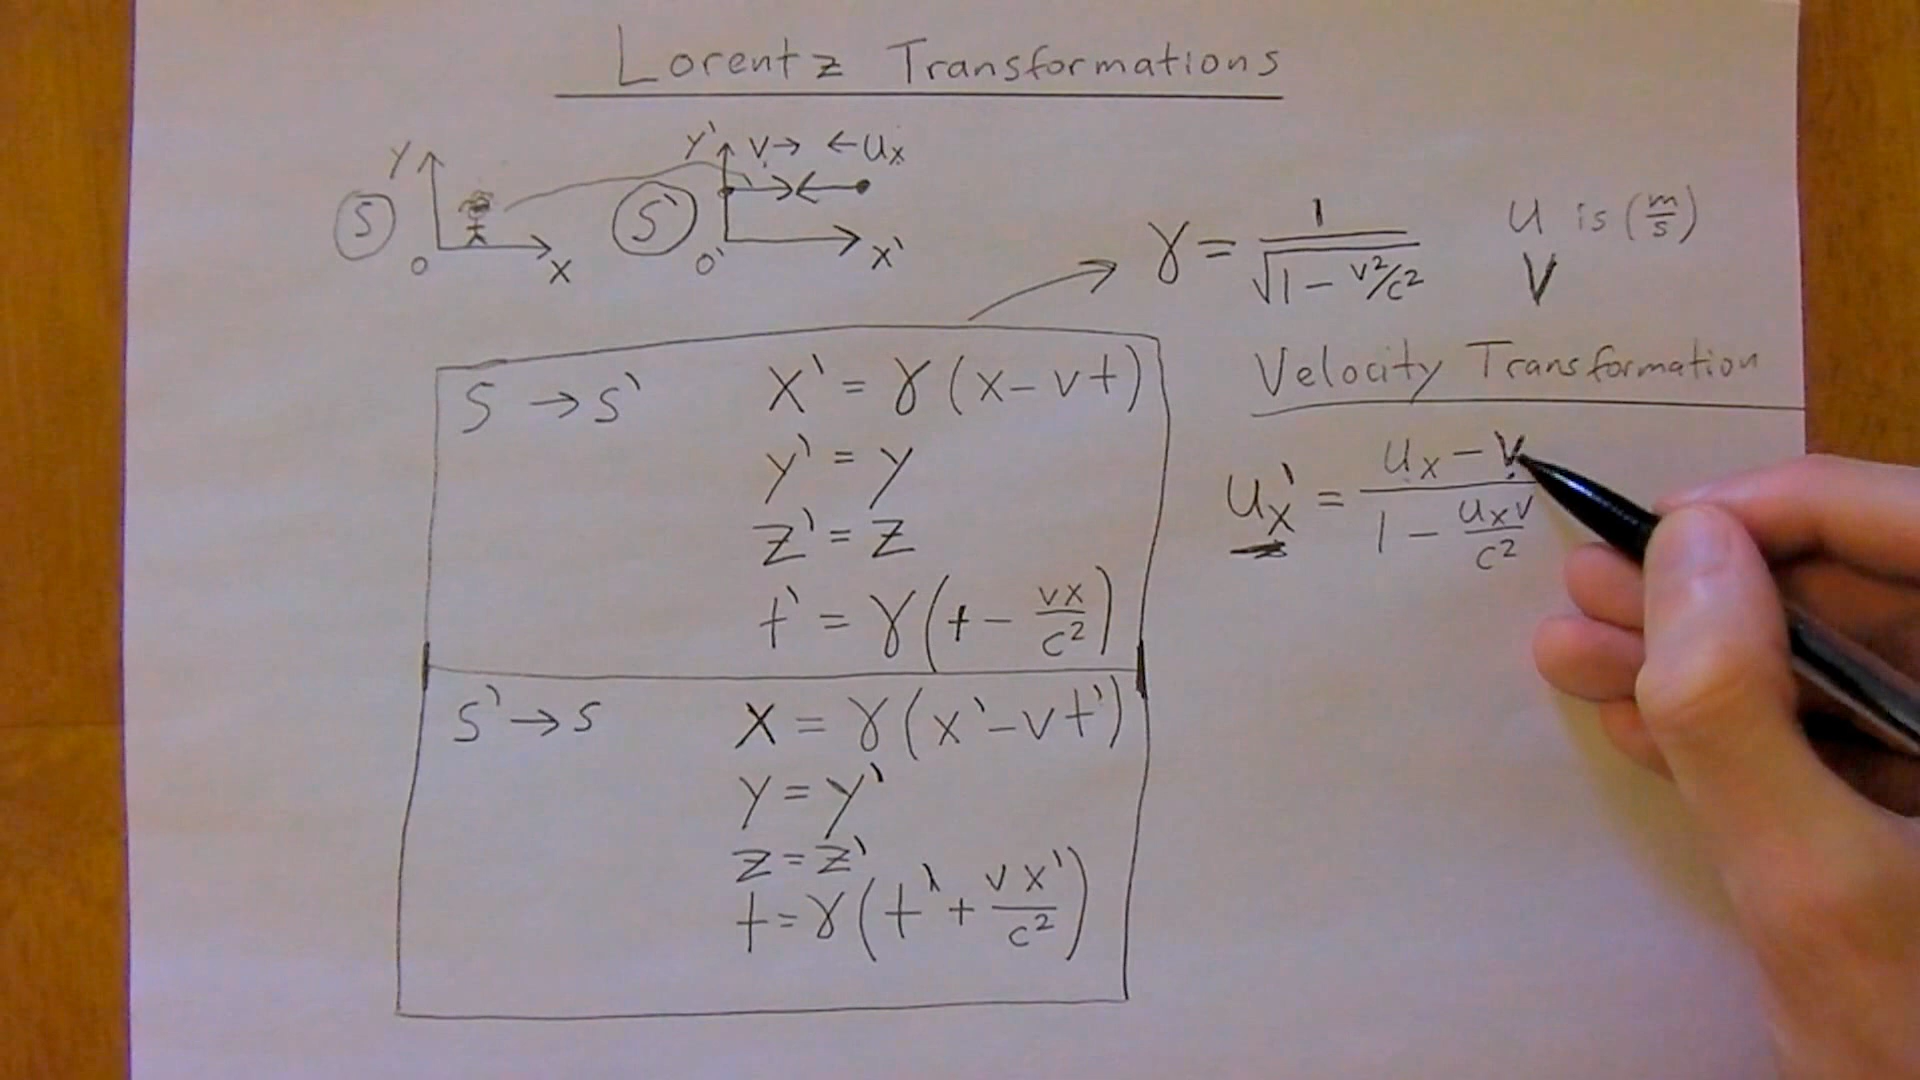 Lorentz Transformations
Y
S
O
X
Y' V→ ←Ux
S'
O'
X'
γ = 1 / √(1 - v²/c²)
U is (m/s)
V
S → S'
x' = γ(x - vt)
y' = y
z' = z
t' = γ(t - vx/c²)
S' → S
x = γ(x' - vt')
y = y'
z = z'
t = γ(t' + vx'/c²)
Velocity Transformation
Ux' = (Ux - V) / (1 - UxV/c²)